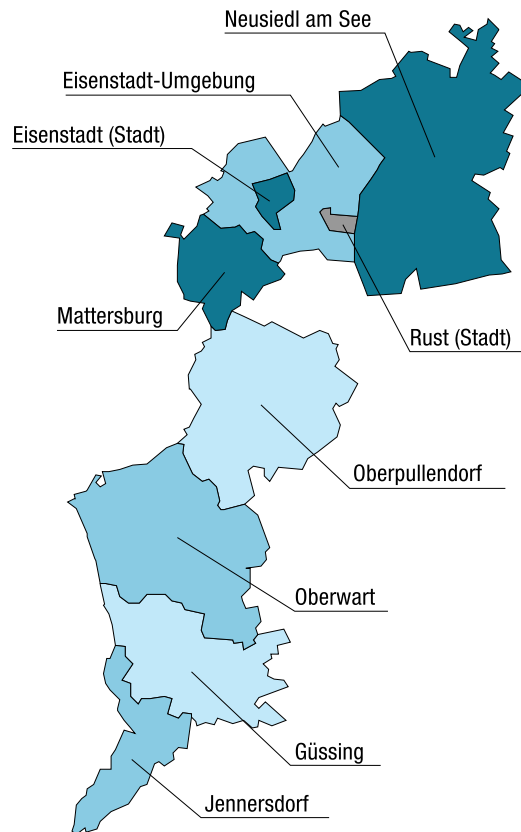 Neusiedl am See
Eisenstadt-Umgebung
Eisenstadt (Stadt)
Mattersburg
Rust (Stadt)
Oberpullendorf
Oberwart
Güssing
Jennersdorf